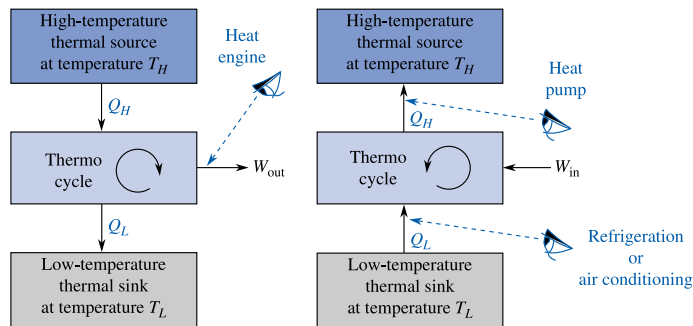 High-temperature
thermal source
at temperature T_H
Heat
engine
Q_H
Thermo
cycle
W_out
Q_L
Low-temperature
thermal sink
at temperature T_L
High-temperature
thermal source
at temperature T_H
Heat
pump
Q_H
Thermo
cycle
W_in
Q_L
Refrigeration
or
air conditioning
Low-temperature
thermal sink
at temperature T_L